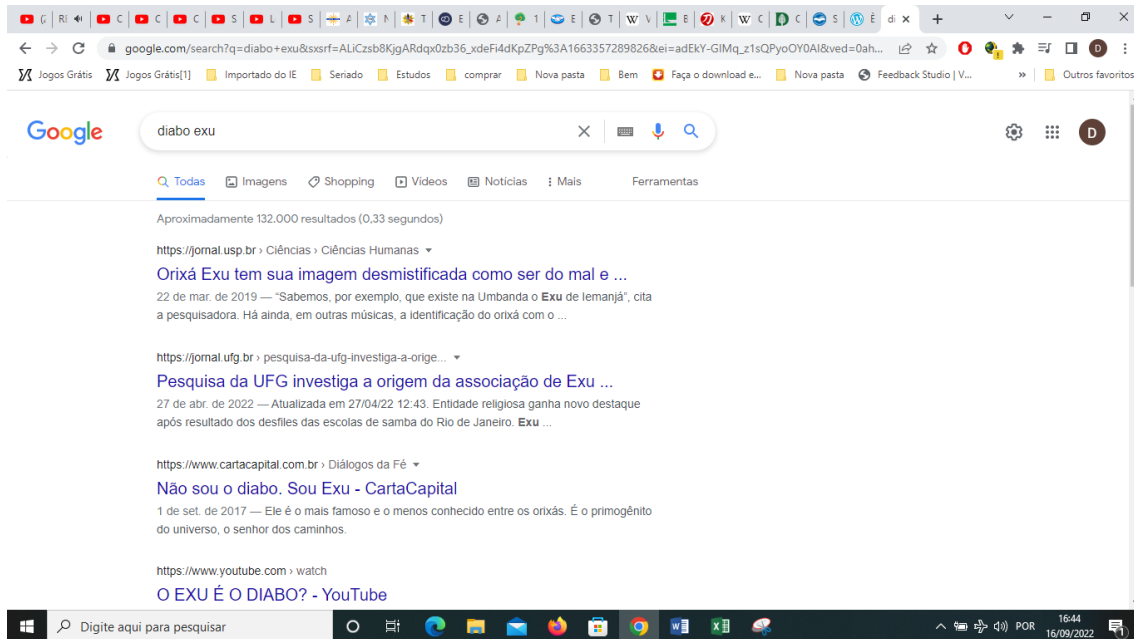 google.com/search?q=diabo+exu&sxsrf=ALiCzsb8KjgARdqx0zb36_xdeFi4dKpZPg%3A1663357289826&ei=adEkY-GIMq_z1sQPyoOY0AI&ved=0ah...
Jogos Grátis Jogos Grátis[1] Importado do IE Seriado Estudos comprar Nova pasta Bem Faça o download e... Nova pasta Feedback Studio | V... » Outros favoritos
Google diabo exu D
Todas Imagens Shopping Vídeos Notícias Mais Ferramentas
Aproximadamente 132.000 resultados (0,33 segundos)
https://jornal.usp.br › Ciências › Ciências Humanas
Orixá Exu tem sua imagem desmistificada como ser do mal e ...
22 de mar. de 2019 — “Sabemos, por exemplo, que existe na Umbanda o Exu de Iemanjá”, cita
a pesquisadora. Há ainda, em outras músicas, a identificação do orixá com o ...
https://jornal.ufg.br › pesquisa-da-ufg-investiga-a-orige...
Pesquisa da UFG investiga a origem da associação de Exu ...
27 de abr. de 2022 — Atualizada em 27/04/22 12:43. Entidade religiosa ganha novo destaque
após resultado dos desfiles das escolas de samba do Rio de Janeiro. Exu ...
https://www.cartacapital.com.br › Diálogos da Fé
Não sou o diabo. Sou Exu - CartaCapital
1 de set. de 2017 — Ele é o mais famoso e o menos conhecido entre os orixás. É o primogênito
do universo, o senhor dos caminhos.
https://www.youtube.com › watch
O EXU É O DIABO? - YouTube
Digite aqui para pesquisar POR 16:44
16/09/2022